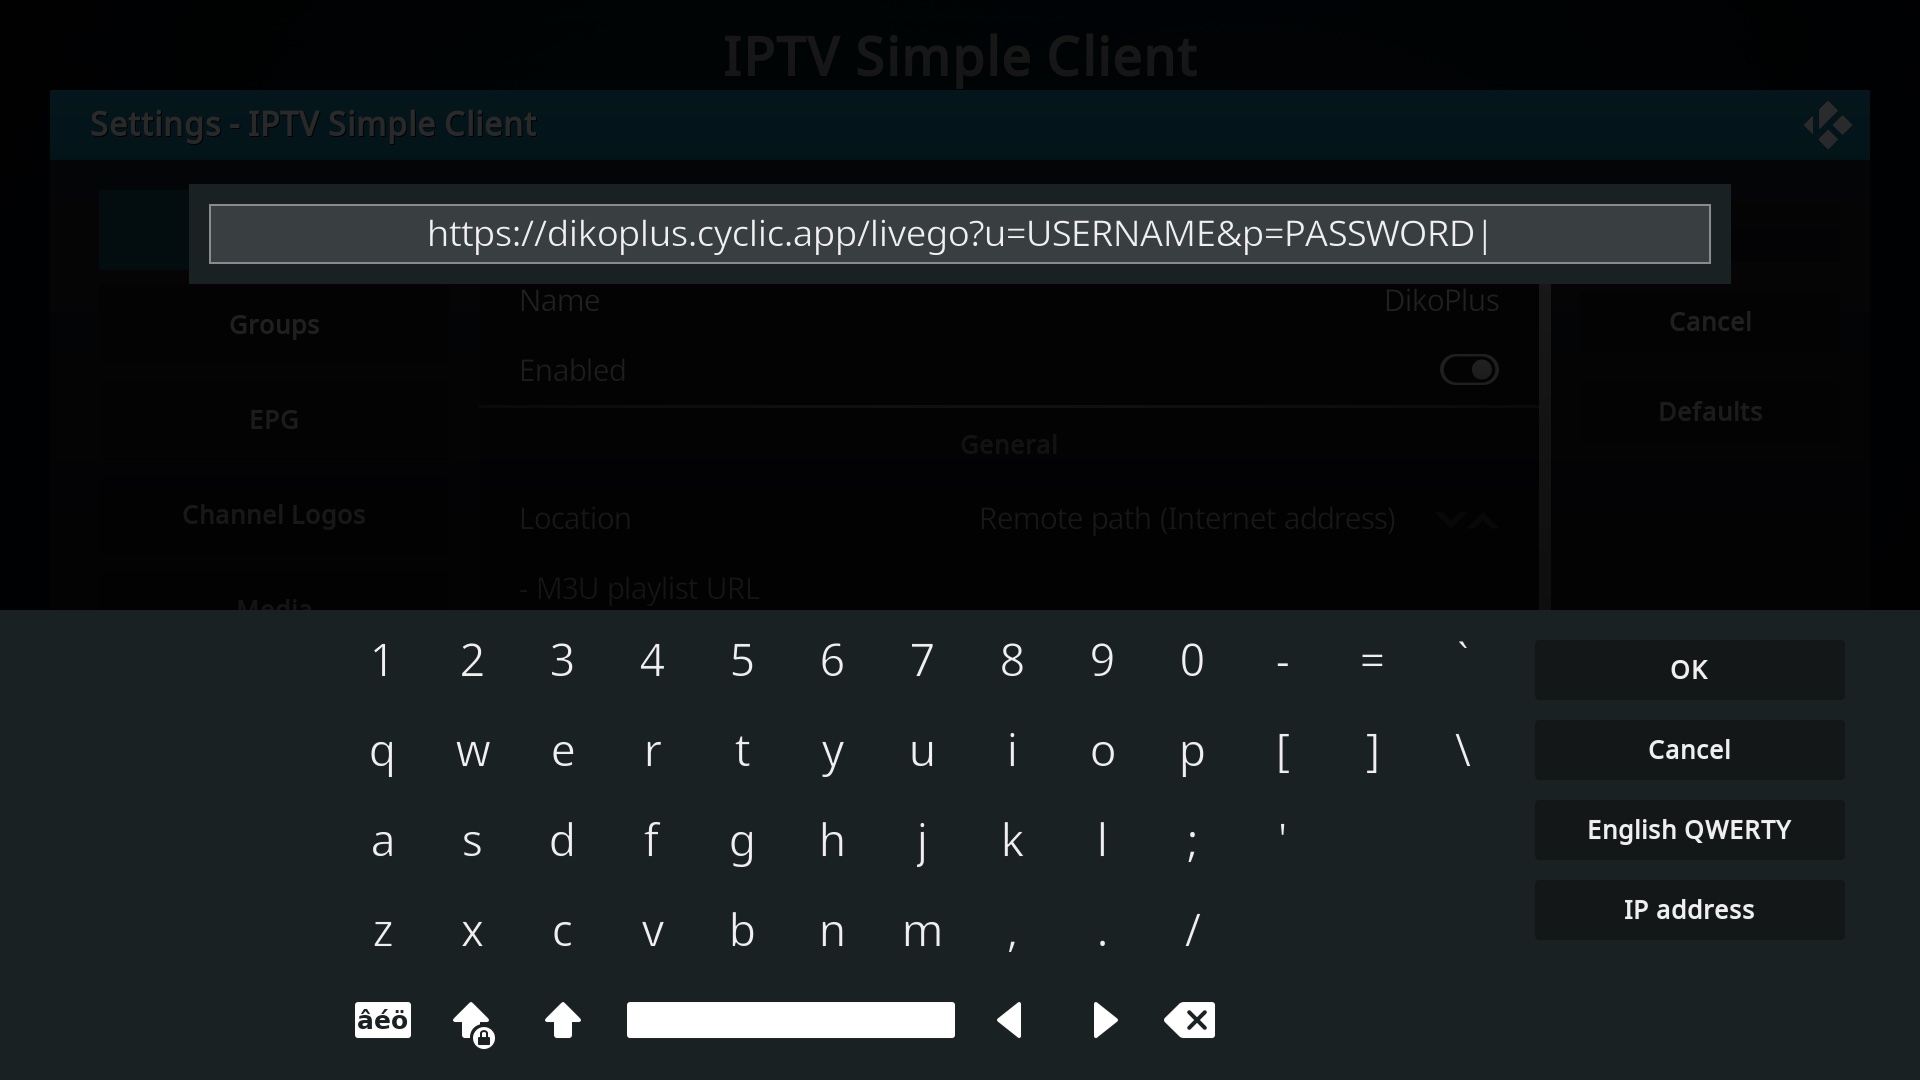 IPTV Simple Client
Settings - IPTV Simple Client
https://dikoplus.cyclic.app/livego?u=USERNAME&p=PASSWORD|
Name DikoPlus
Groups
Cancel
Enabled
EPG
Defaults
General
Channel Logos
Location Remote path (Internet address)
- M3U playlist URL
Media
1 2 3 4 5 6 7 8 9 0 - = `
OK
q w e r t y u i o p [ ] \
Cancel
a s d f g h j k l ; '
English QWERTY
z x c v b n m , . /
IP address
âéö